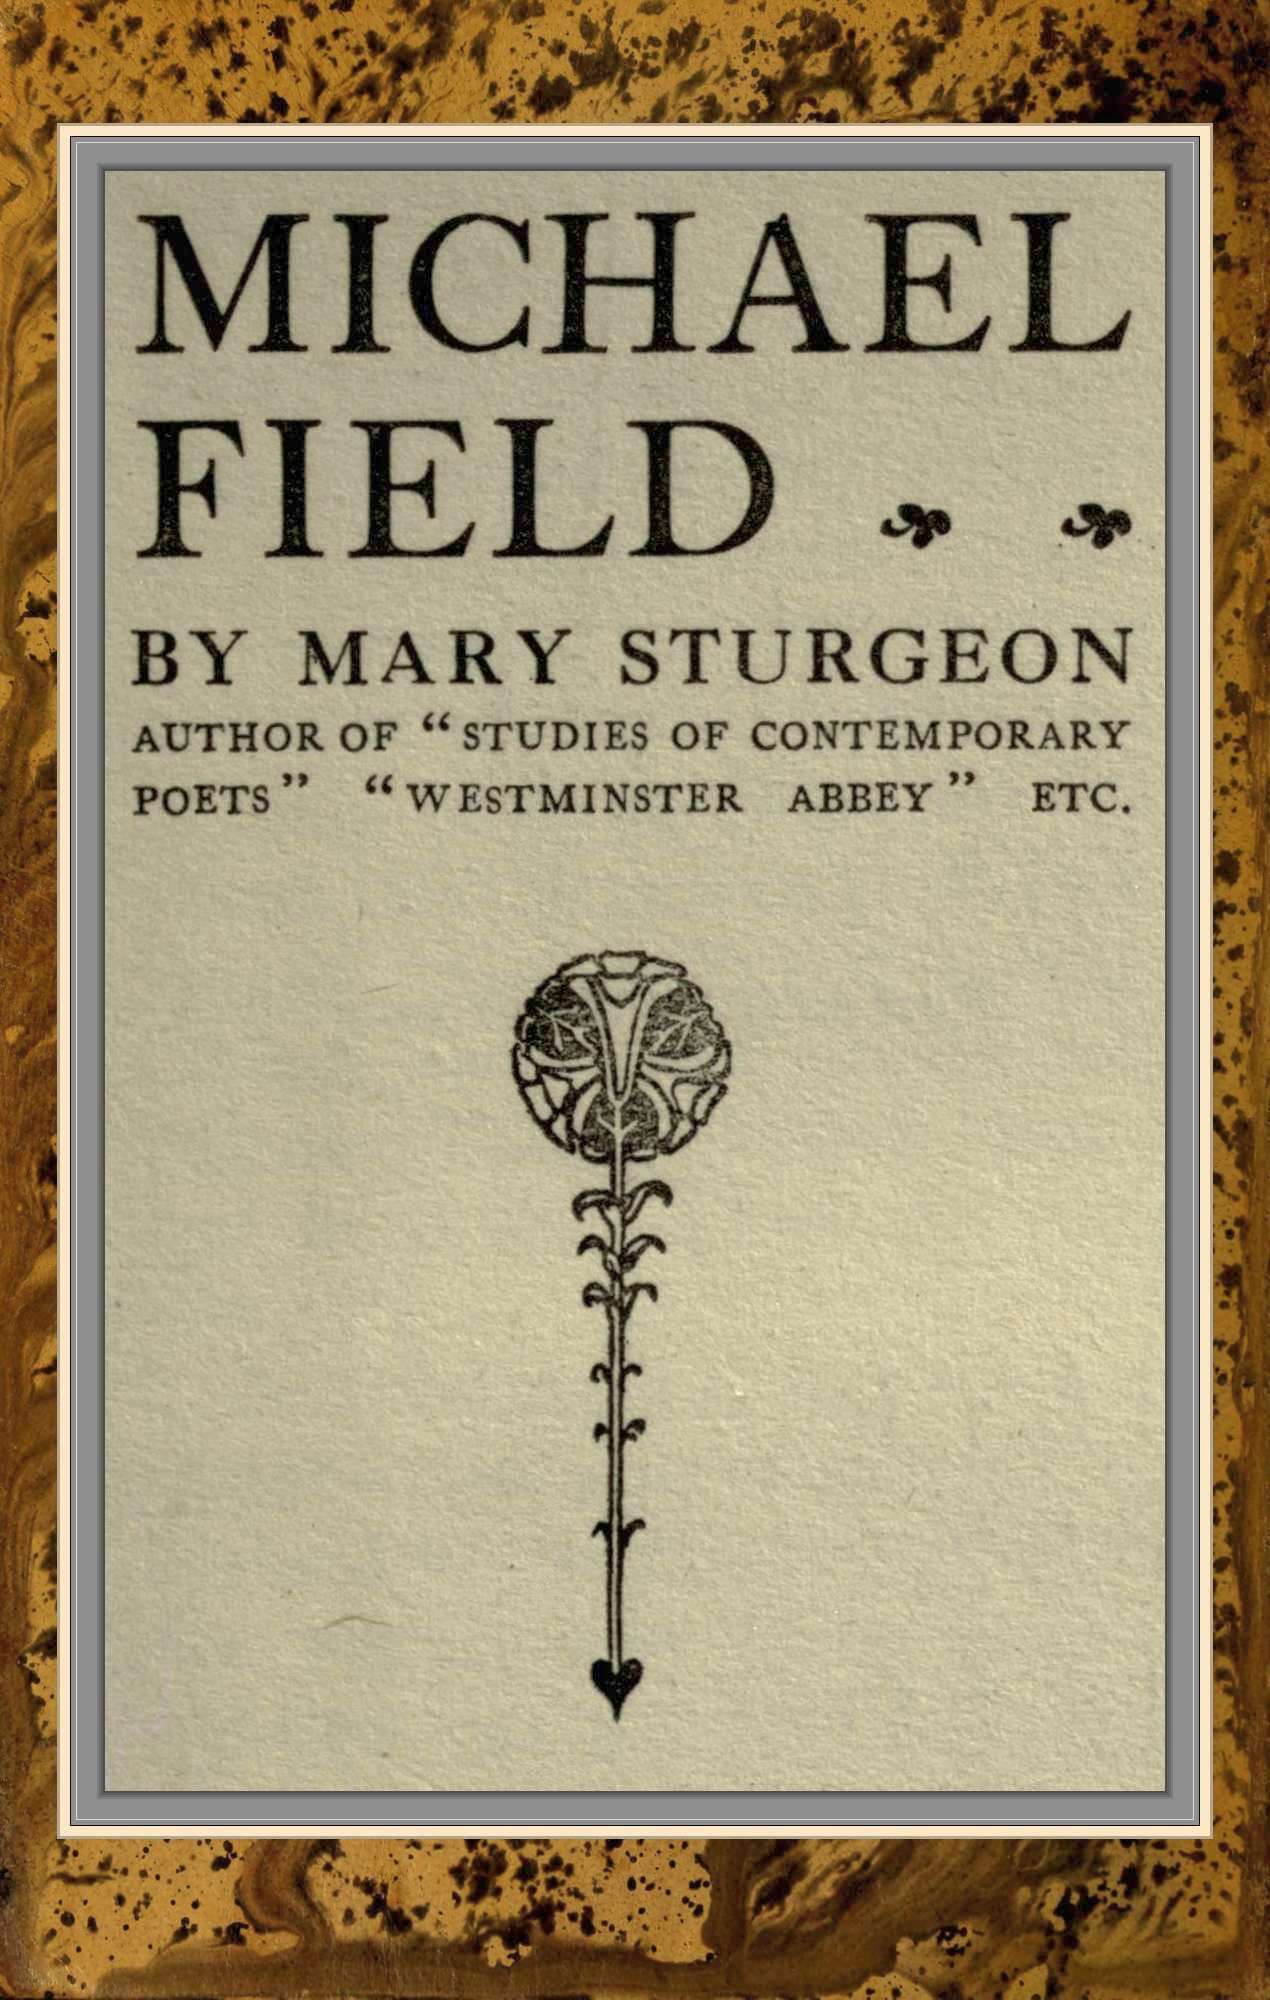 MICHAEL
FIELD
BY MARY STURGEON
AUTHOR OF “STUDIES OF CONTEMPORARY
POETS” “WESTMINSTER ABBEY” ETC.